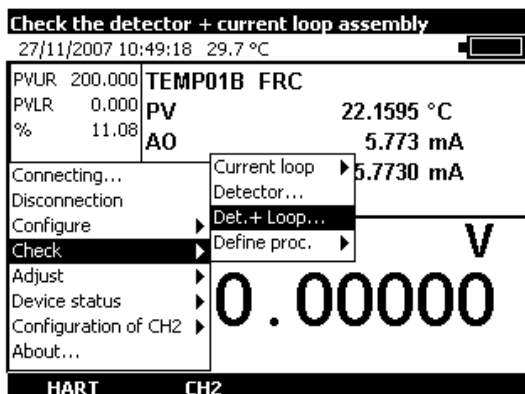 Check the detector + current loop assembly
27/11/2007 10:49:18 29.7 °C
PVUR 200.000 TEMP01B FRC
PVLR 0.000 PV 22.1595 °C
% 11.08 AO 5.773 mA
5.7730 mA
Connecting...
Disconnection
Configure
Check
Adjust
Device status
Configuration of CH2
About...
Current loop
Detector...
Det.+ Loop...
Define proc.
V
0.00000
HART CH2